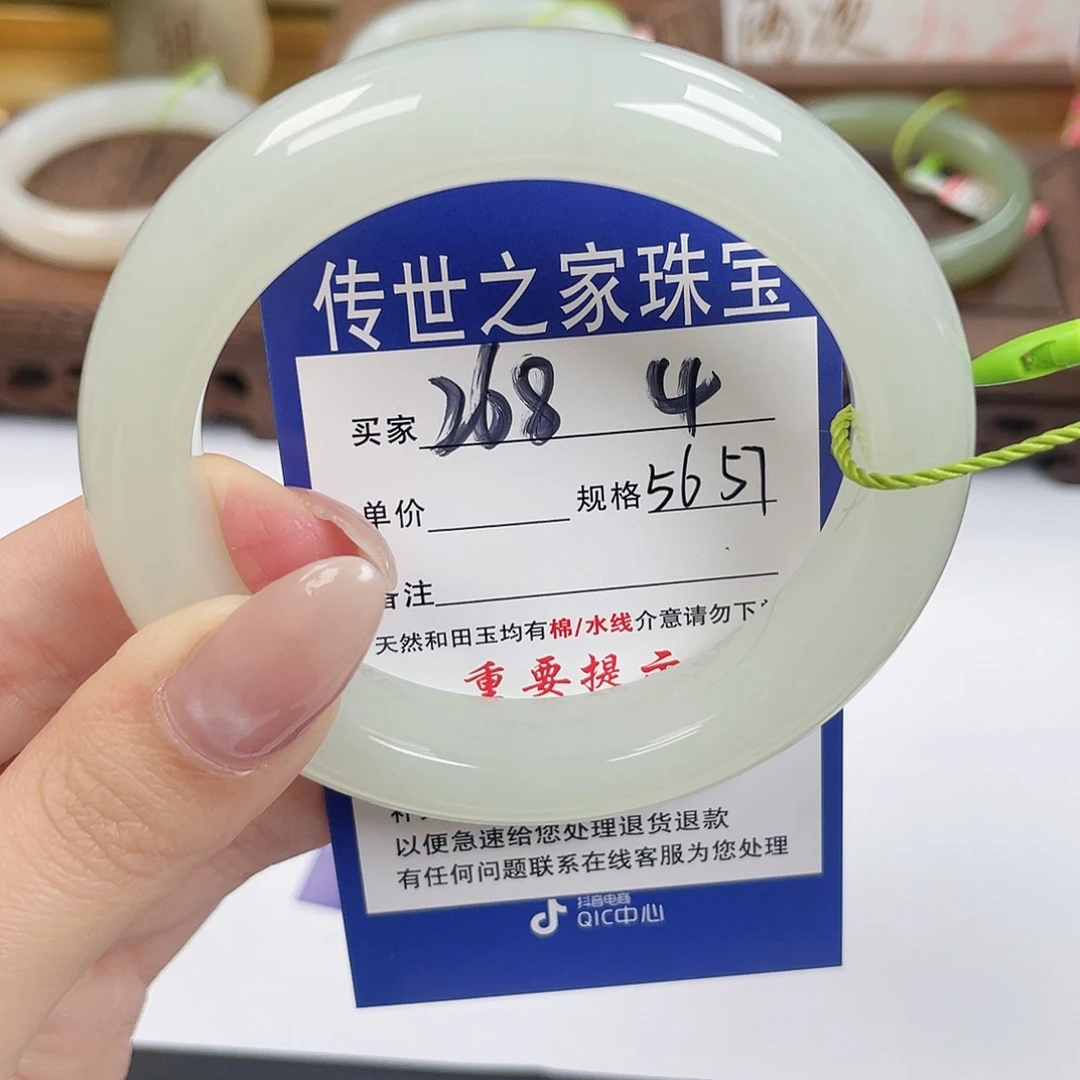 传世之家珠宝
买家 268 4
单价 规格 56 57
备注
天然和田玉均有棉/水线介意请勿下
重要提示
以便急速给您处理退货退款
有任何问题联系在线客服为您处理
抖音电商
QIC中心